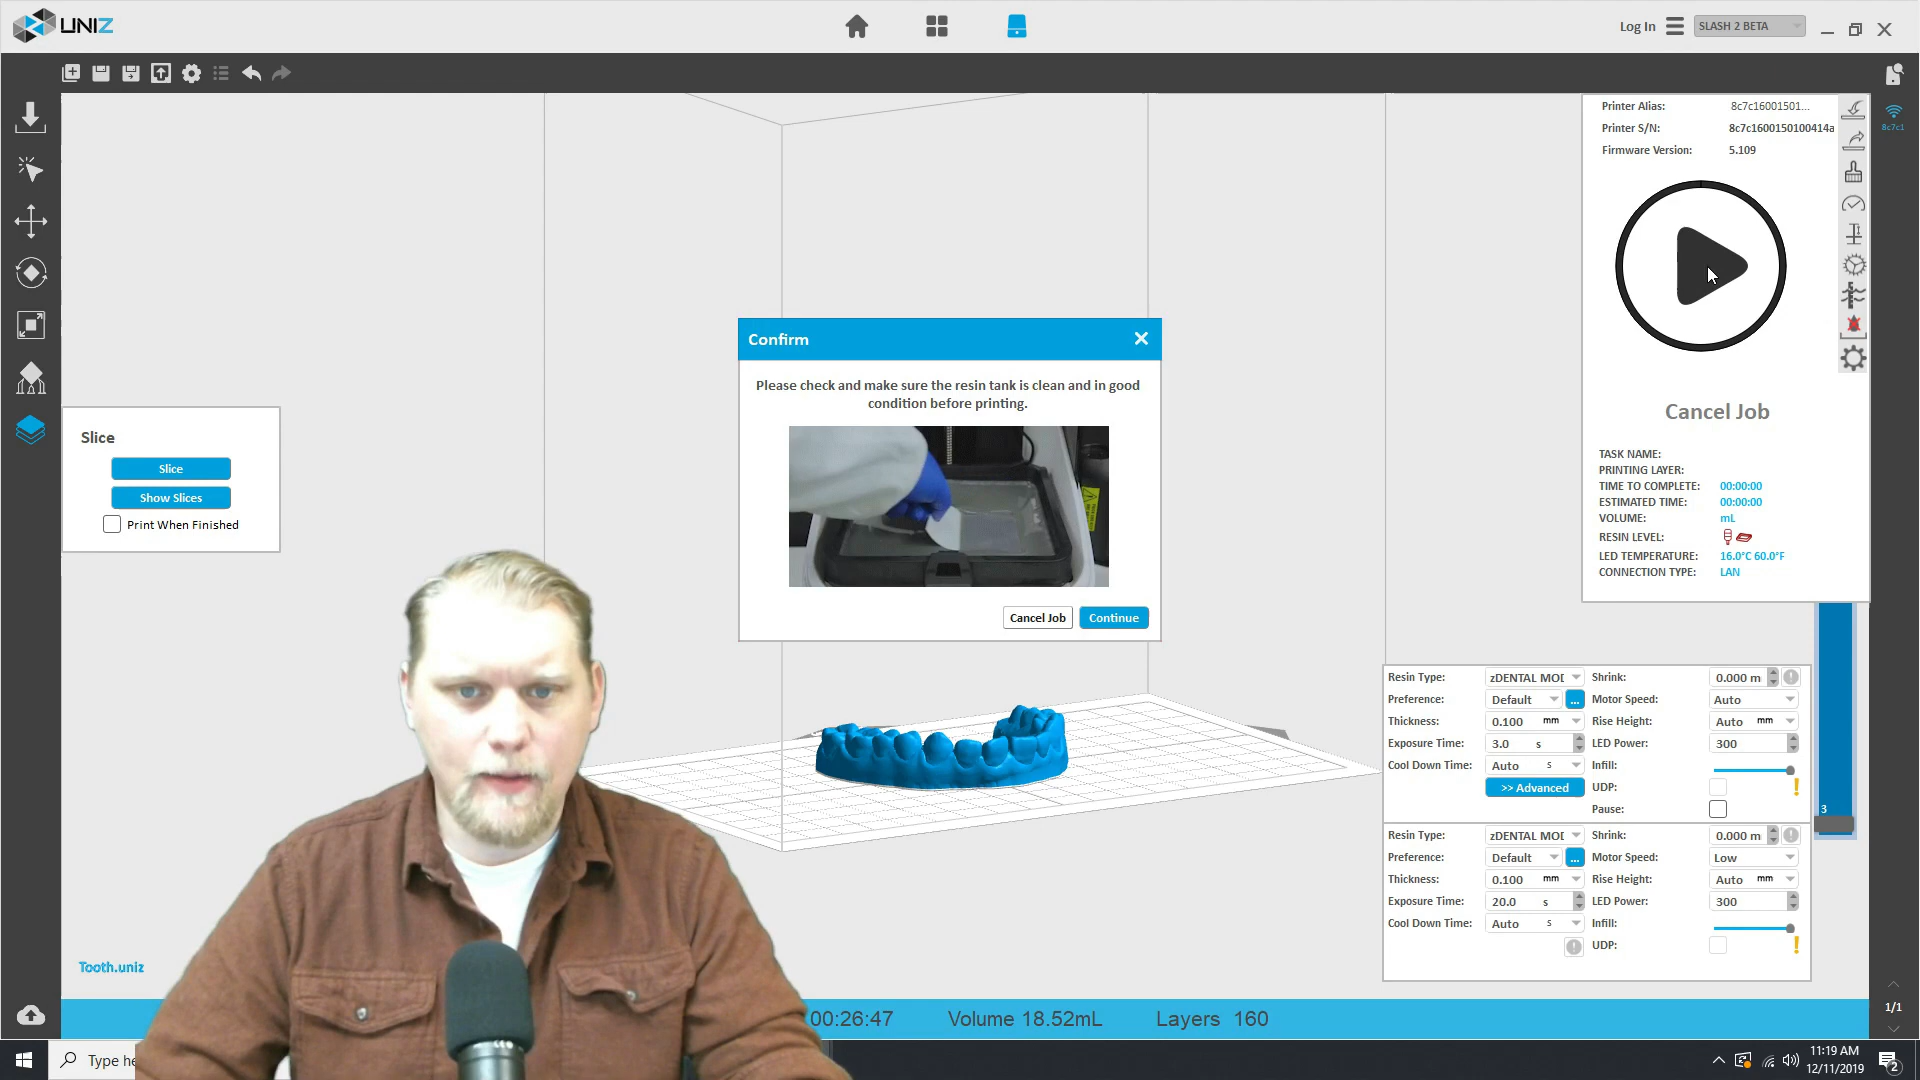 UNIZ
Log In
SLASH 2 BETA
Printer Alias: 8c7c16001501...
Printer S/N: 8c7c1600150100414a
Firmware Version: 5.109
8c7c1
Cancel Job
TASK NAME:
PRINTING LAYER:
TIME TO COMPLETE: 00:00:00
ESTIMATED TIME: 00:00:00
VOLUME: mL
RESIN LEVEL:
LED TEMPERATURE: 16.0°C 60.0°F
CONNECTION TYPE: LAN
Confirm
Please check and make sure the resin tank is clean and in good
condition before printing.
Cancel Job
Continue
Slice
Slice
Show Slices
Print When Finished
Resin Type: zDENTAL MOD Shrink: 0.000 m
Preference: Default ... Motor Speed: Auto
Thickness: 0.100 mm Rise Height: Auto mm
Exposure Time: 3.0 s LED Power: 300
Cool Down Time: Auto s Infill:
>> Advanced UDP:
Pause:
3
Resin Type: zDENTAL MOD Shrink: 0.000 m
Preference: Default ... Motor Speed: Low
Thickness: 0.100 mm Rise Height: Auto mm
Exposure Time: 20.0 s LED Power: 300
Cool Down Time: Auto s Infill:
UDP:
Tooth.uniz
00:26:47 Volume 18.52mL Layers 160
1/1
Type he
11:19 AM
12/11/2019
2